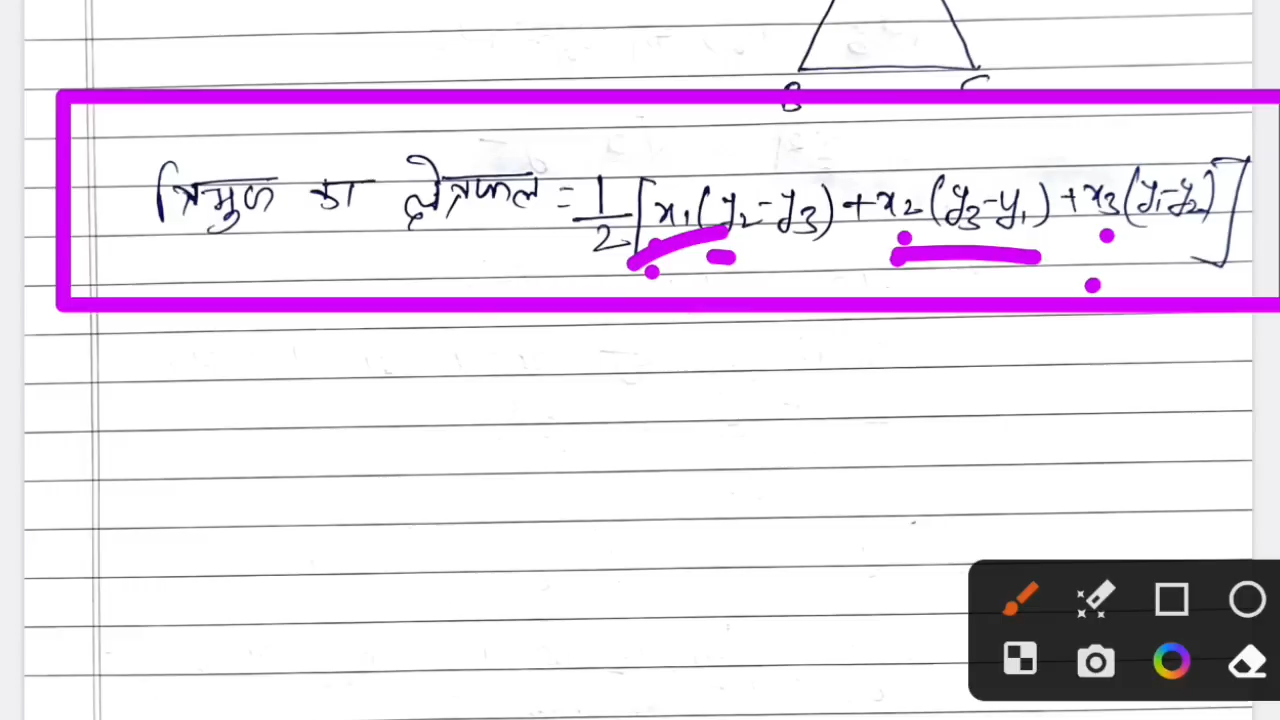 B C
त्रिभुज का क्षेत्रफल = 1/2 [x₁(y₂-y₃) + x₂(y₃-y₁) + x₃(y₁-y₂)]